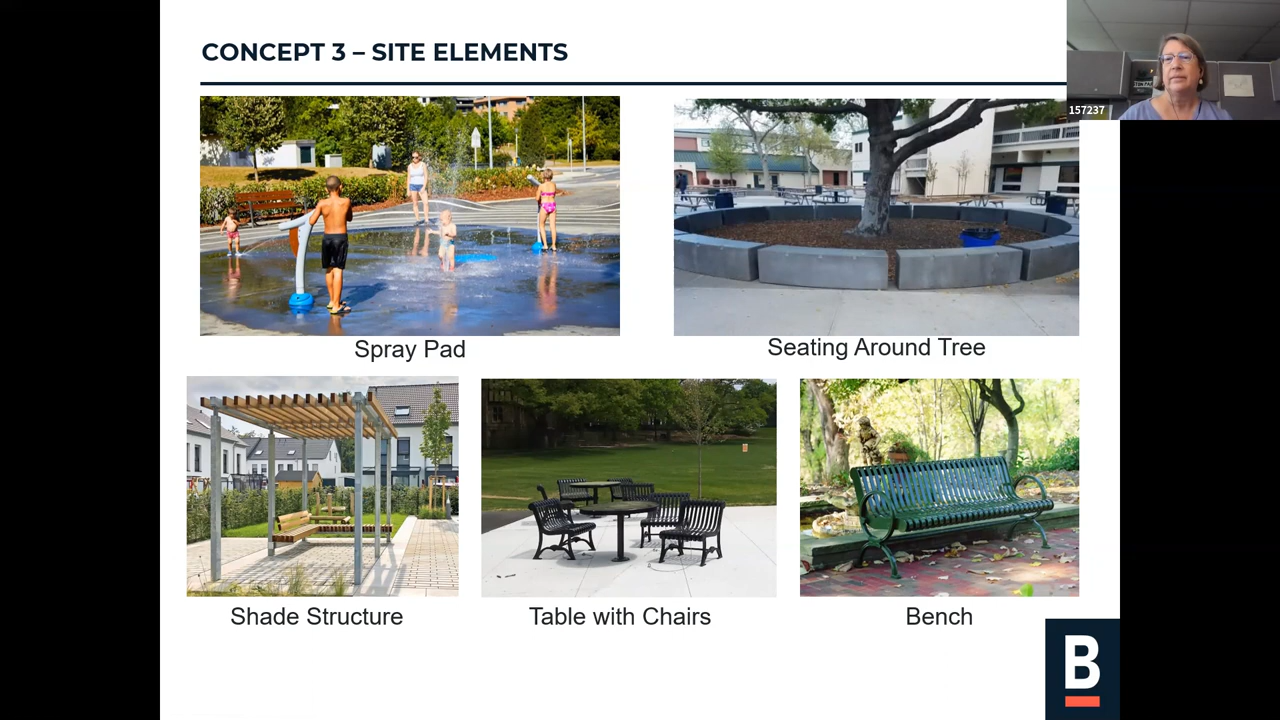 CONCEPT 3 – SITE ELEMENTS
157237
Spray Pad
Seating Around Tree
Shade Structure
Table with Chairs
Bench
B